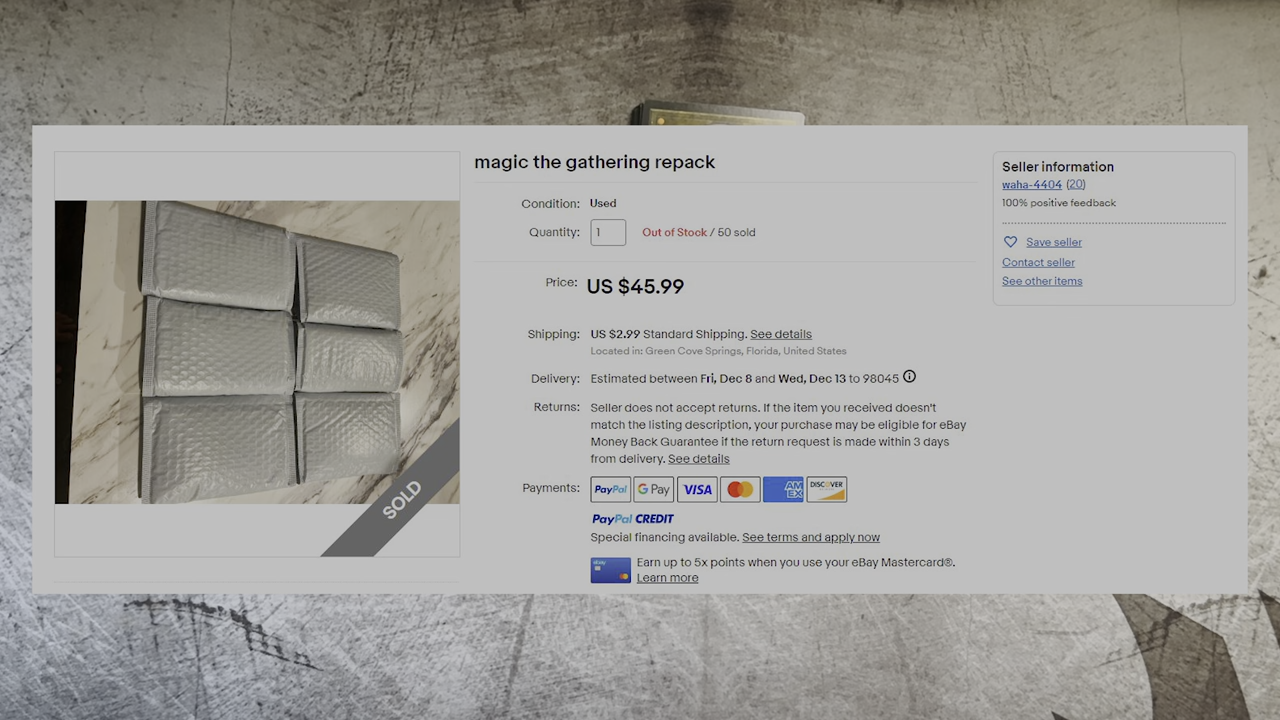 magic the gathering repack
Condition: Used
Quantity: 1 Out of Stock / 50 sold
Price: US $45.99
Shipping: US $2.99 Standard Shipping. See details
Located in: Green Cove Springs, Florida, United States
Delivery: Estimated between Fri, Dec 8 and Wed, Dec 13 to 98045
Returns: Seller does not accept returns. If the item you received doesn't
match the listing description, your purchase may be eligible for eBay
Money Back Guarantee if the return request is made within 3 days
from delivery. See details
Payments: PayPal G Pay VISA AM EX DISCOVER
PayPal CREDIT
Special financing available. See terms and apply now
ebay
Earn up to 5x points when you use your eBay Mastercard®.
Learn more
SOLD
Seller information
waha-4404 (20)
100% positive feedback
Save seller
Contact seller
See other items